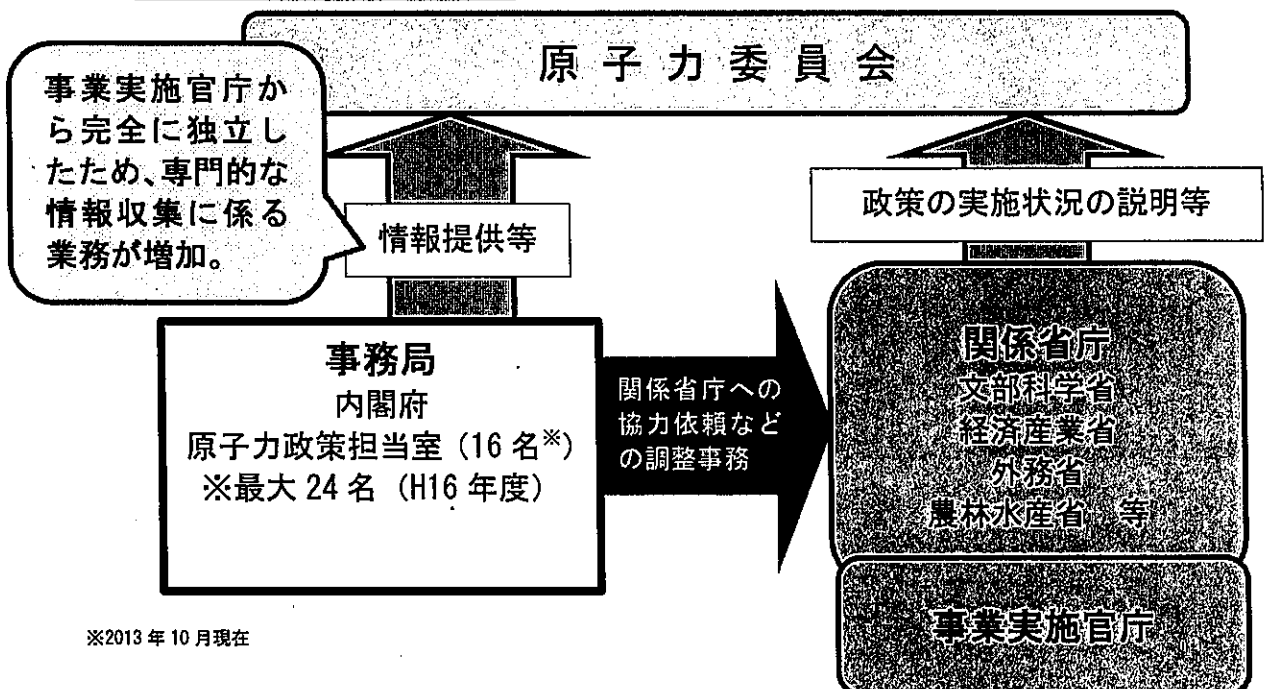 原子力委員会
事業実施官庁か
ら完全に独立し
たため、専門的な
情報収集に係る
業務が増加。
情報提供等
政策の実施状況の説明等
事務局
内閣府
原子力政策担当室（16名※）
※最大24名（H16年度）
関係省庁への
協力依頼など
の調整事務
関係省庁
文部科学省
経済産業省
外務省
農林水産省　等
事業実施官庁
※2013年10月現在